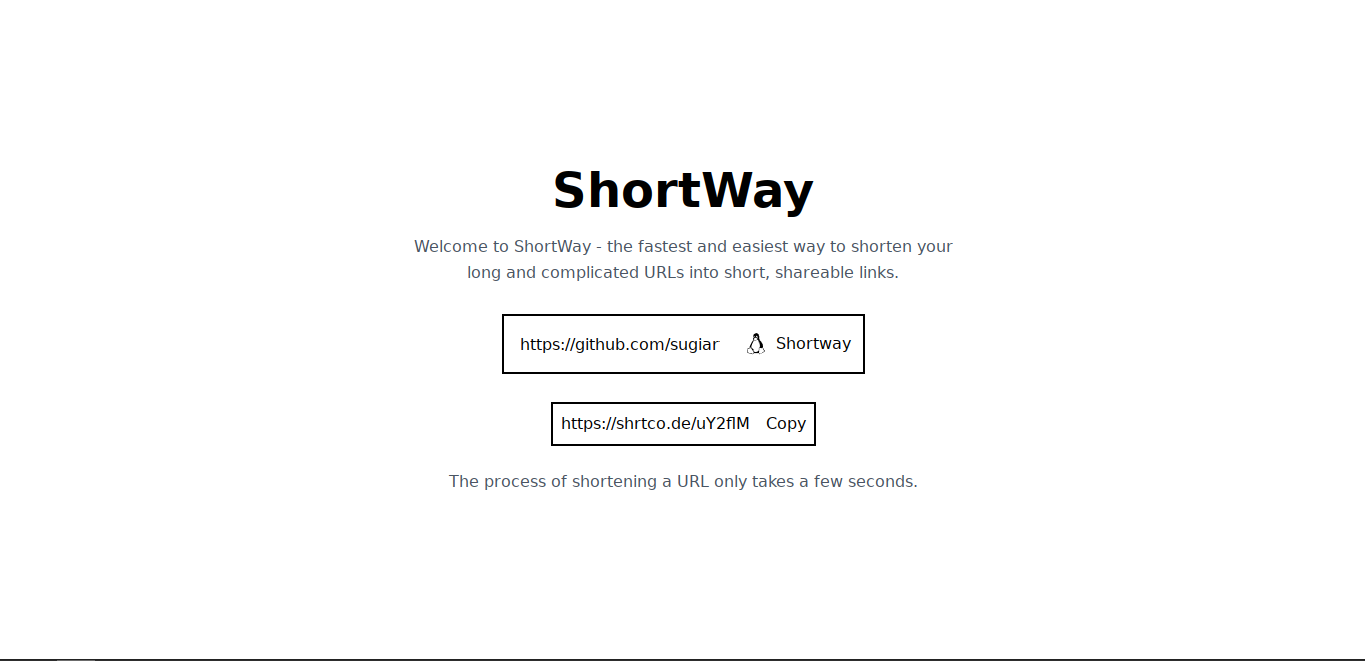 ShortWay
Welcome to ShortWay - the fastest and easiest way to shorten your
long and complicated URLs into short, shareable links.
https://github.com/sugiar Shortway
https://shrtco.de/uY2flM Copy
The process of shortening a URL only takes a few seconds.